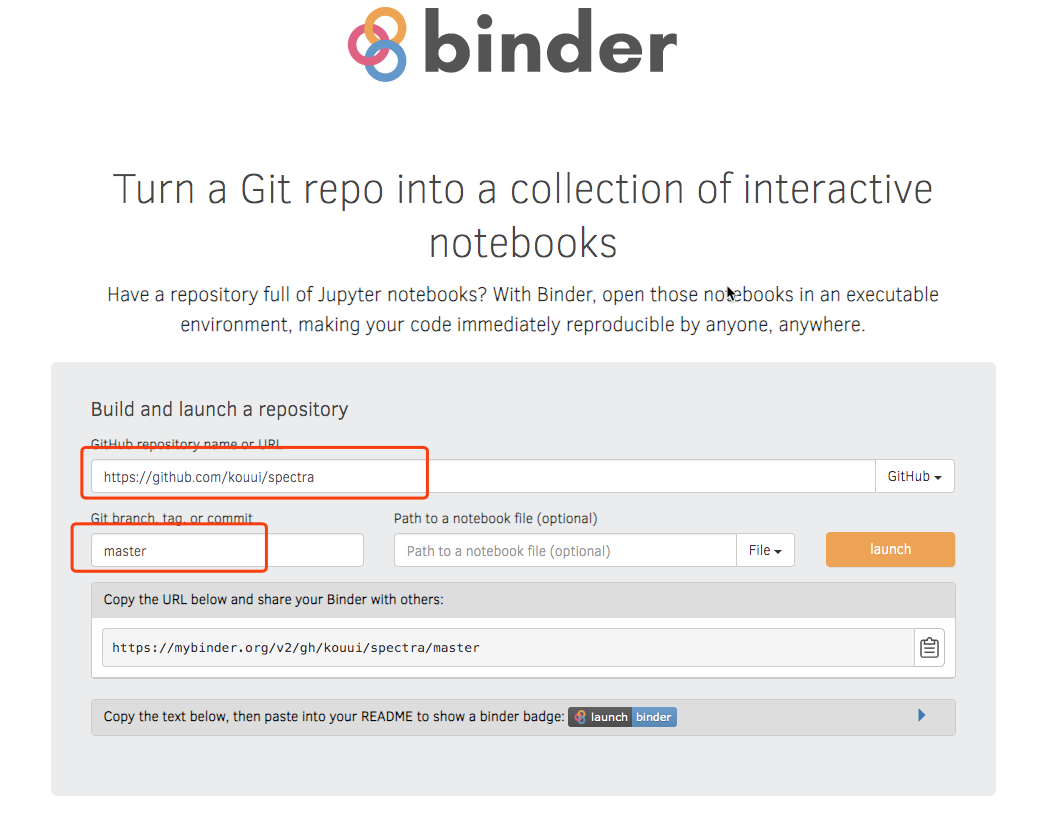 binder
Turn a Git repo into a collection of interactive
notebooks
Have a repository full of Jupyter notebooks? With Binder, open those notebooks in an executable
environment, making your code immediately reproducible by anyone, anywhere.
Build and launch a repository
GitHub repository name or URL
https://github.com/kouui/spectra
GitHub
Git branch, tag, or commit
Path to a notebook file (optional)
master
Path to a notebook file (optional)
File
launch
Copy the URL below and share your Binder with others:
https://mybinder.org/v2/gh/kouui/spectra/master
Copy the text below, then paste into your README to show a binder badge: launch binder